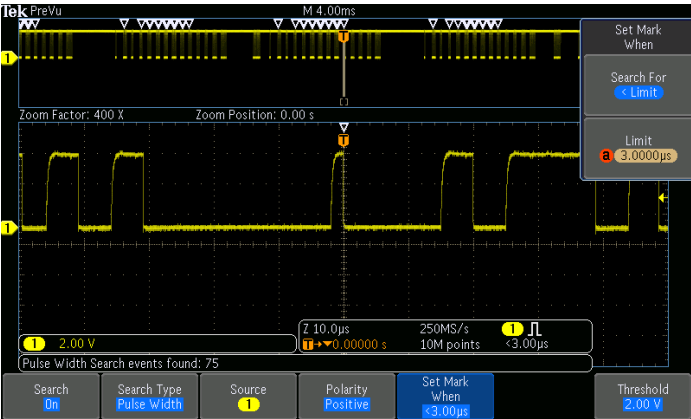 Tek PreVu
M 4.00ms
Set Mark
When
T
1
Search For
< Limit
Zoom Factor: 400 X
Zoom Position: 0.00 s
T
Limit
a 3.0000µs
1
Z 10.0µs
250MS/s
1
1 2.00 V
T→▼0.00000 s
10M points
<3.00µs
Pulse Width Search events found: 75
Search
On
Search Type
Pulse Width
Source
1
Polarity
Positive
Set Mark
When
<3.00µs
Threshold
2.00 V